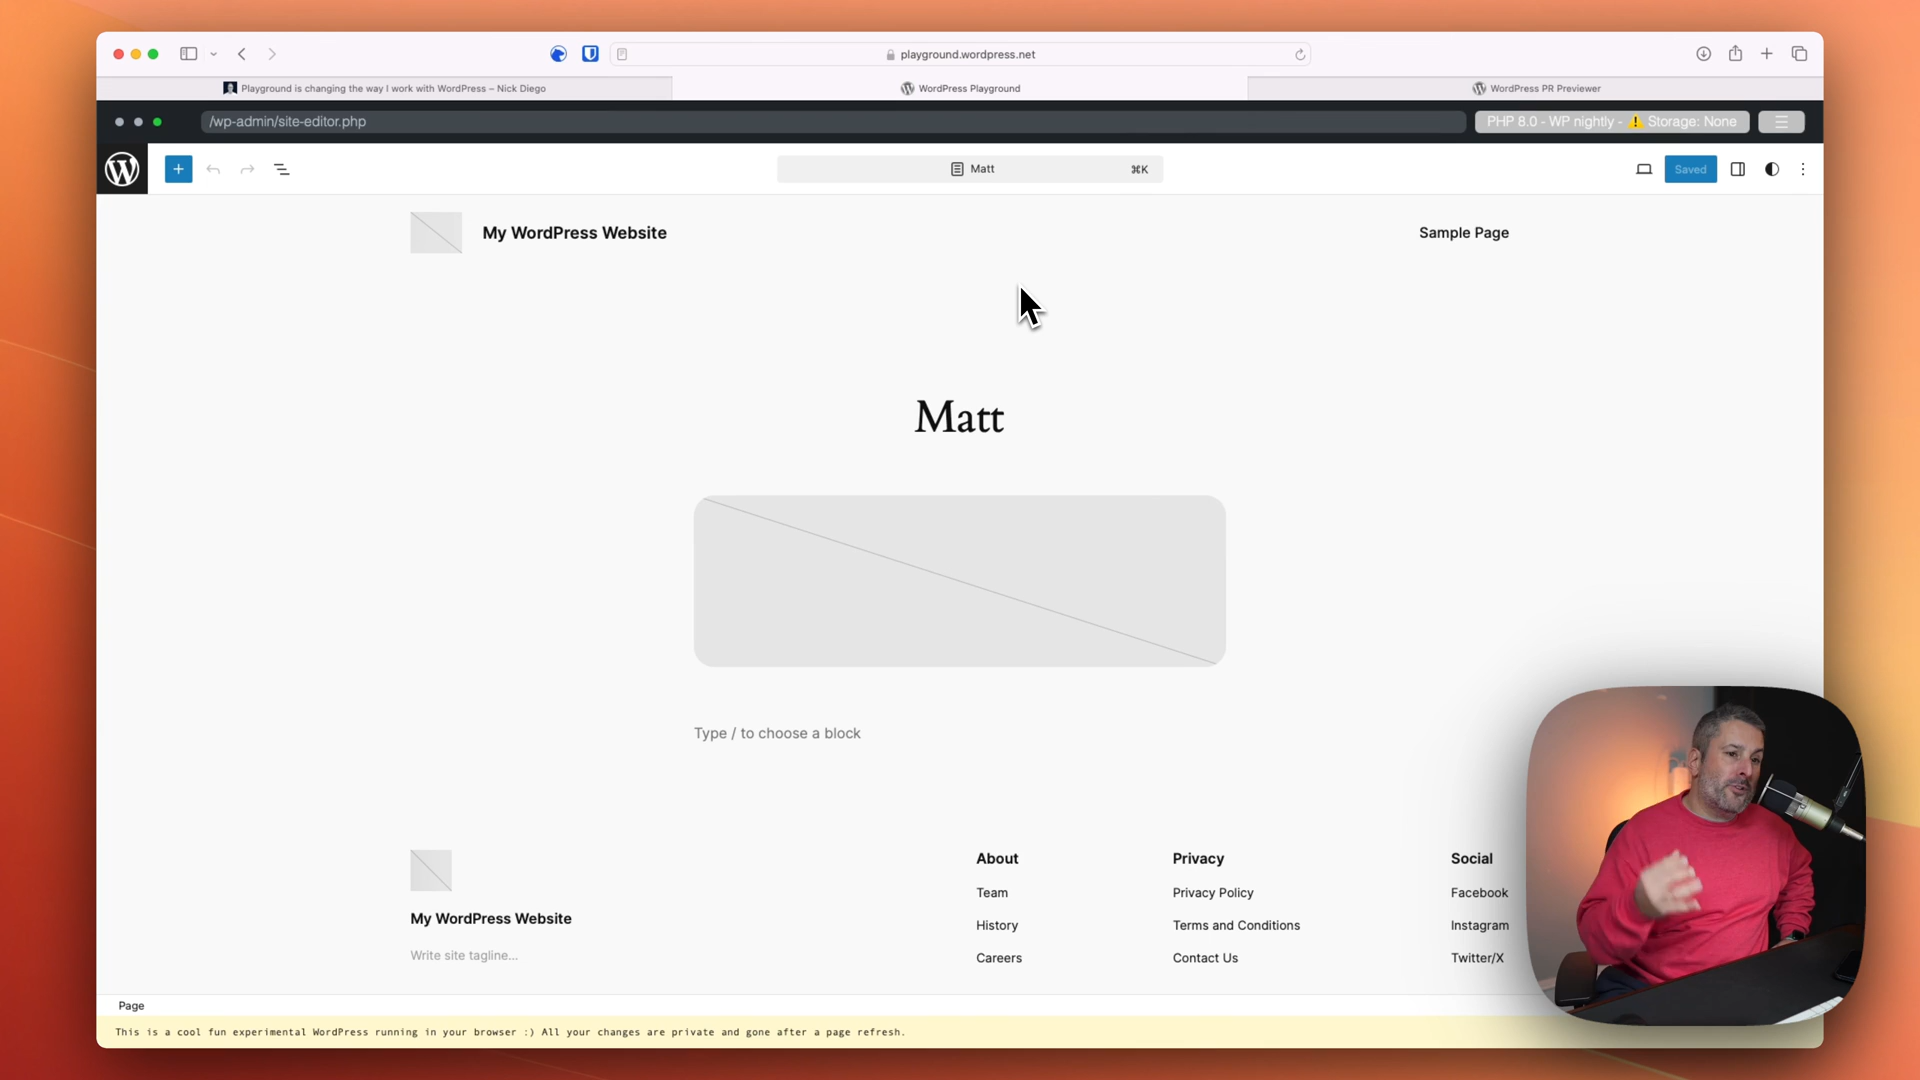 playground.wordpress.net
Playground is changing the way I work with WordPress – Nick Diego
WordPress Playground
WordPress PR Previewer
/wp-admin/site-editor.php
PHP 8.0 - WP nightly - ⚠️ Storage: None
Matt
⌘K
Saved
My WordPress Website
Sample Page
Matt
Type / to choose a block
My WordPress Website
Write site tagline...
About
Team
History
Careers
Privacy
Privacy Policy
Terms and Conditions
Contact Us
Social
Facebook
Instagram
Twitter/X
Page
This is a cool fun experimental WordPress running in your browser :) All your changes are private and gone after a page refresh.